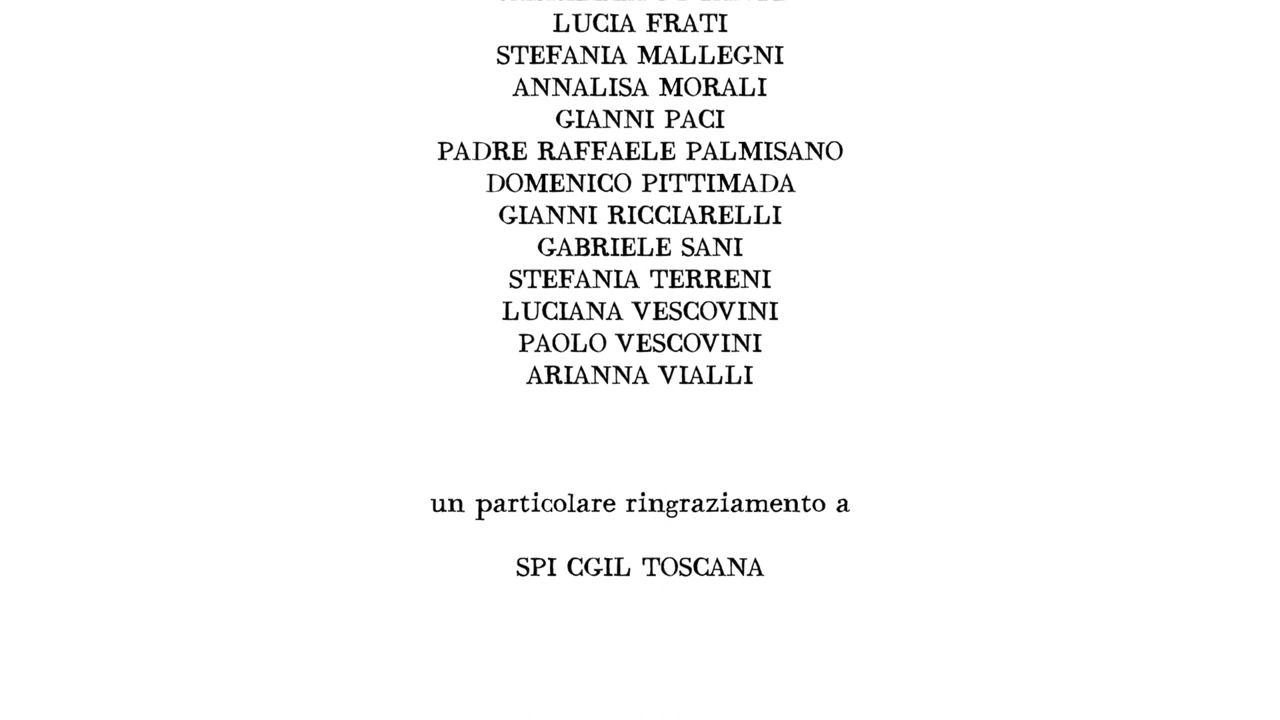 LUCIA FRATI
STEFANIA MALLEGNI
ANNALISA MORALI
GIANNI PACI
PADRE RAFFAELE PALMISANO
DOMENICO PITTIMADA
GIANNI RICCIARELLI
GABRIELE SANI
STEFANIA TERRENI
LUCIANA VESCOVINI
PAOLO VESCOVINI
ARIANNA VIALLI
un particolare ringraziamento a
SPI CGIL TOSCANA